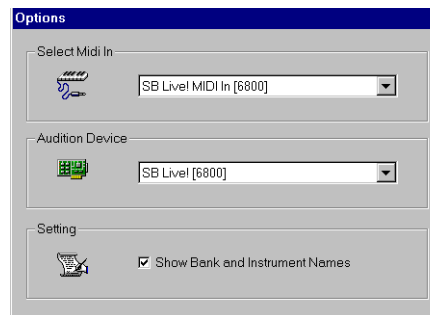 Options
Select Midi In
SB Live! MIDI In [6800]
Audition Device
SB Live! [6800]
Setting
Show Bank and Instrument Names